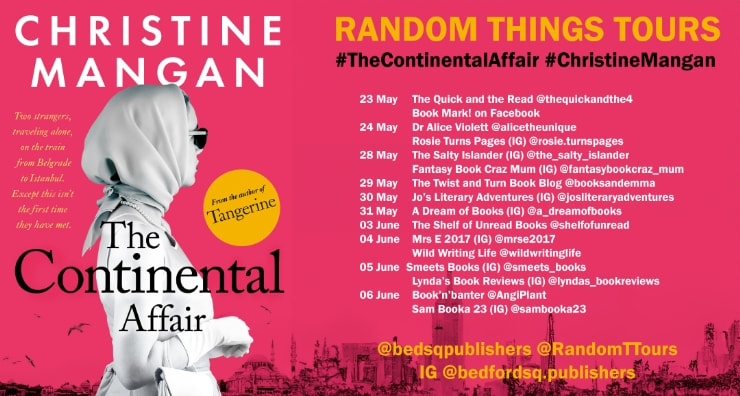 CHRISTINE
MANGAN
Two strangers,
traveling alone,
on the train
from Belgrade
to Istanbul.
Except this isn't
the first time
they have met.
From the author of
Tangerine
The
Continental
Affair
RANDOM THINGS TOURS
#TheContinentalAffair #ChristineMangan
23 May The Quick and the Read @thequickandthe4
Book Mark! on Facebook
24 May Dr Alice Violett @alicetheunique
Rosie Turns Pages (IG) @rosie.turnspages
28 May The Salty Islander (IG) @the_salty_islander
Fantasy Book Craz Mum (IG) @fantasybookcraz_mum
29 May The Twist and Turn Book Blog @booksandemma
30 May Jo's Literary Adventures (IG) @josliteraryadventures
31 May A Dream of Books (IG) @a_dreamofbooks
03 June The Shelf of Unread Books @shelfofunread
04 June Mrs E 2017 (IG) @mrse2017
Wild Writing Life @wildwritinglife
05 June Smeets Books (IG) @smeets_books
Lynda's Book Reviews (IG) @lyndas_bookreviews
06 June Book'n'banter @AngiPlant
Sam Booka 23 (IG) @sambooka23
@bedsqpublishers @RandomTTours
IG @bedfordsq.publishers